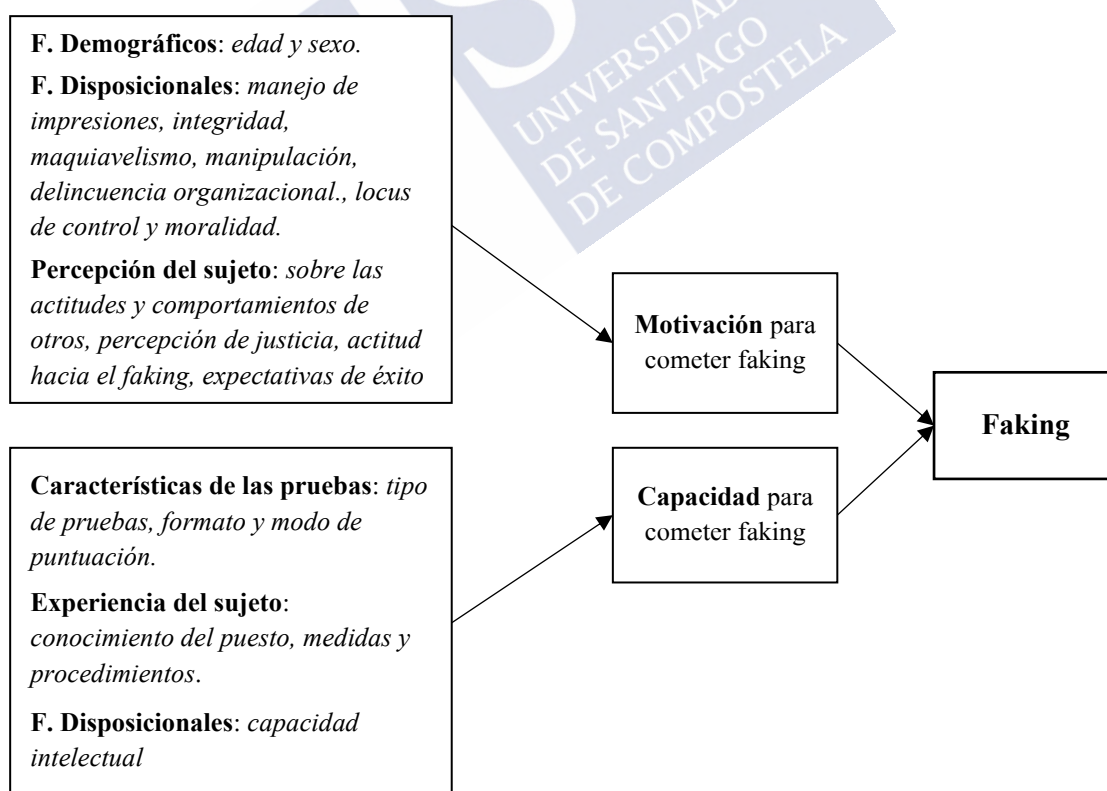 UNIVERSIDAD
DE SANTIAGO
DE COMPOSTELA
F. Demográficos: edad y sexo.
F. Disposicionales: manejo de
impresiones, integridad,
maquiavelismo, manipulación,
delincuencia organizacional., locus
de control y moralidad.
Percepción del sujeto: sobre las
actitudes y comportamientos de
otros, percepción de justicia, actitud
hacia el faking, expectativas de éxito
Motivación para
cometer faking
Faking
Características de las pruebas: tipo
de pruebas, formato y modo de
puntuación.
Experiencia del sujeto:
conocimiento del puesto, medidas y
procedimientos.
F. Disposicionales: capacidad
intelectual
Capacidad para
cometer faking